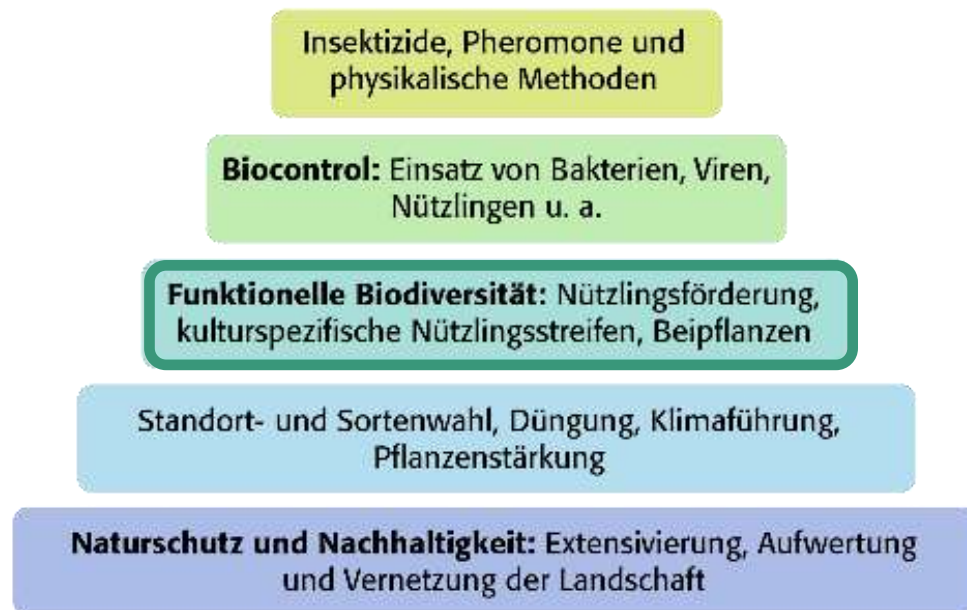 Insektizide, Pheromone und
physikalische Methoden
Biocontrol: Einsatz von Bakterien, Viren,
Nützlingen u. a.
Funktionelle Biodiversität: Nützlingsförderung,
kulturspezifische Nützlingsstreifen, Beipflanzen
Standort- und Sortenwahl, Düngung, Klimaführung,
Pflanzenstärkung
Naturschutz und Nachhaltigkeit: Extensivierung, Aufwertung
und Vernetzung der Landschaft